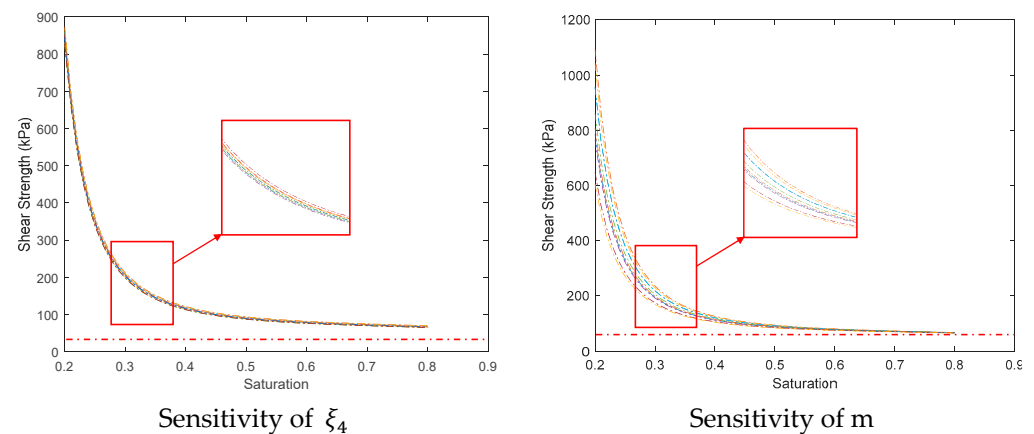 900
800
700
600
500
400
300
200
100
0
0.2 0.3 0.4 0.5 0.6 0.7 0.8 0.9
Shear Strength (kPa)
Saturation
Sensitivity of ξ₄
1200
1000
800
600
400
200
0
0.2 0.3 0.4 0.5 0.6 0.7 0.8 0.9
Shear Strength (kPa)
Saturation
Sensitivity of m